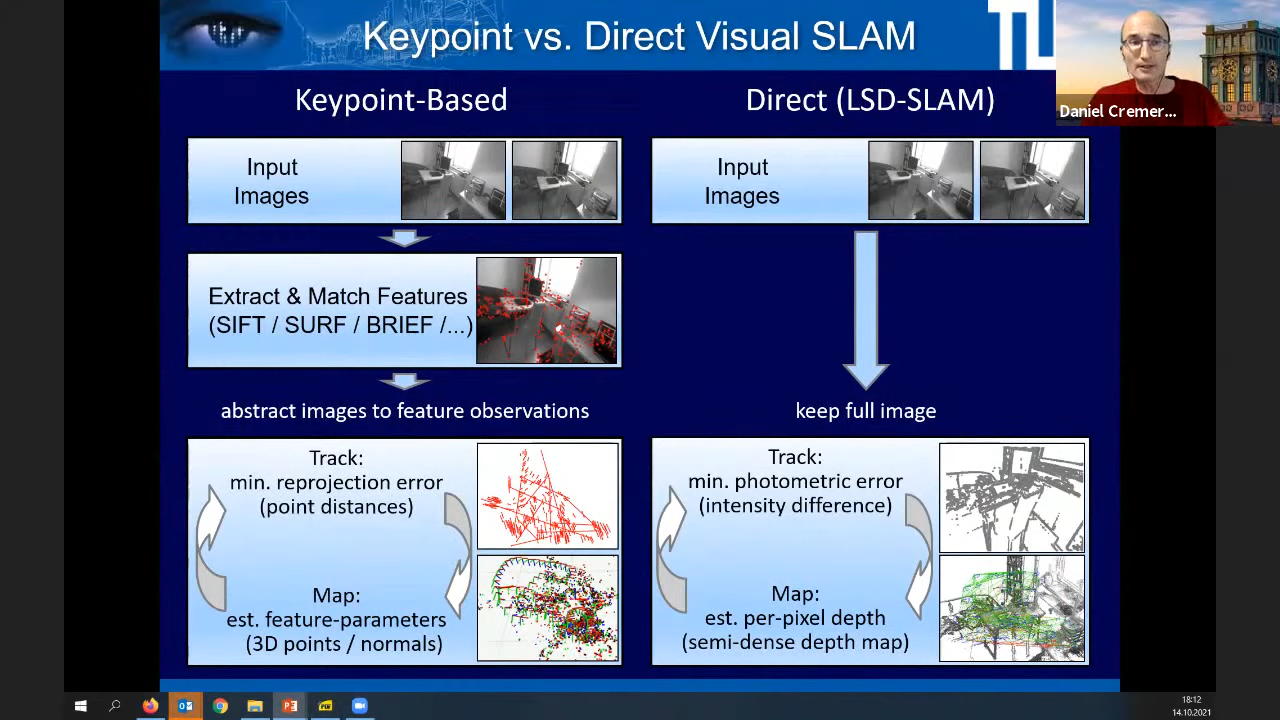 Keypoint vs. Direct Visual SLAM
TU
Daniel Cremer...
Keypoint-Based
Input
Images
Extract & Match Features
(SIFT / SURF / BRIEF /...)
abstract images to feature observations
Track:
min. reprojection error
(point distances)
Map:
est. feature-parameters
(3D points / normals)
Direct (LSD-SLAM)
Input
Images
keep full image
Track:
min. photometric error
(intensity difference)
Map:
est. per-pixel depth
(semi-dense depth map)
18:12
14.10.2021